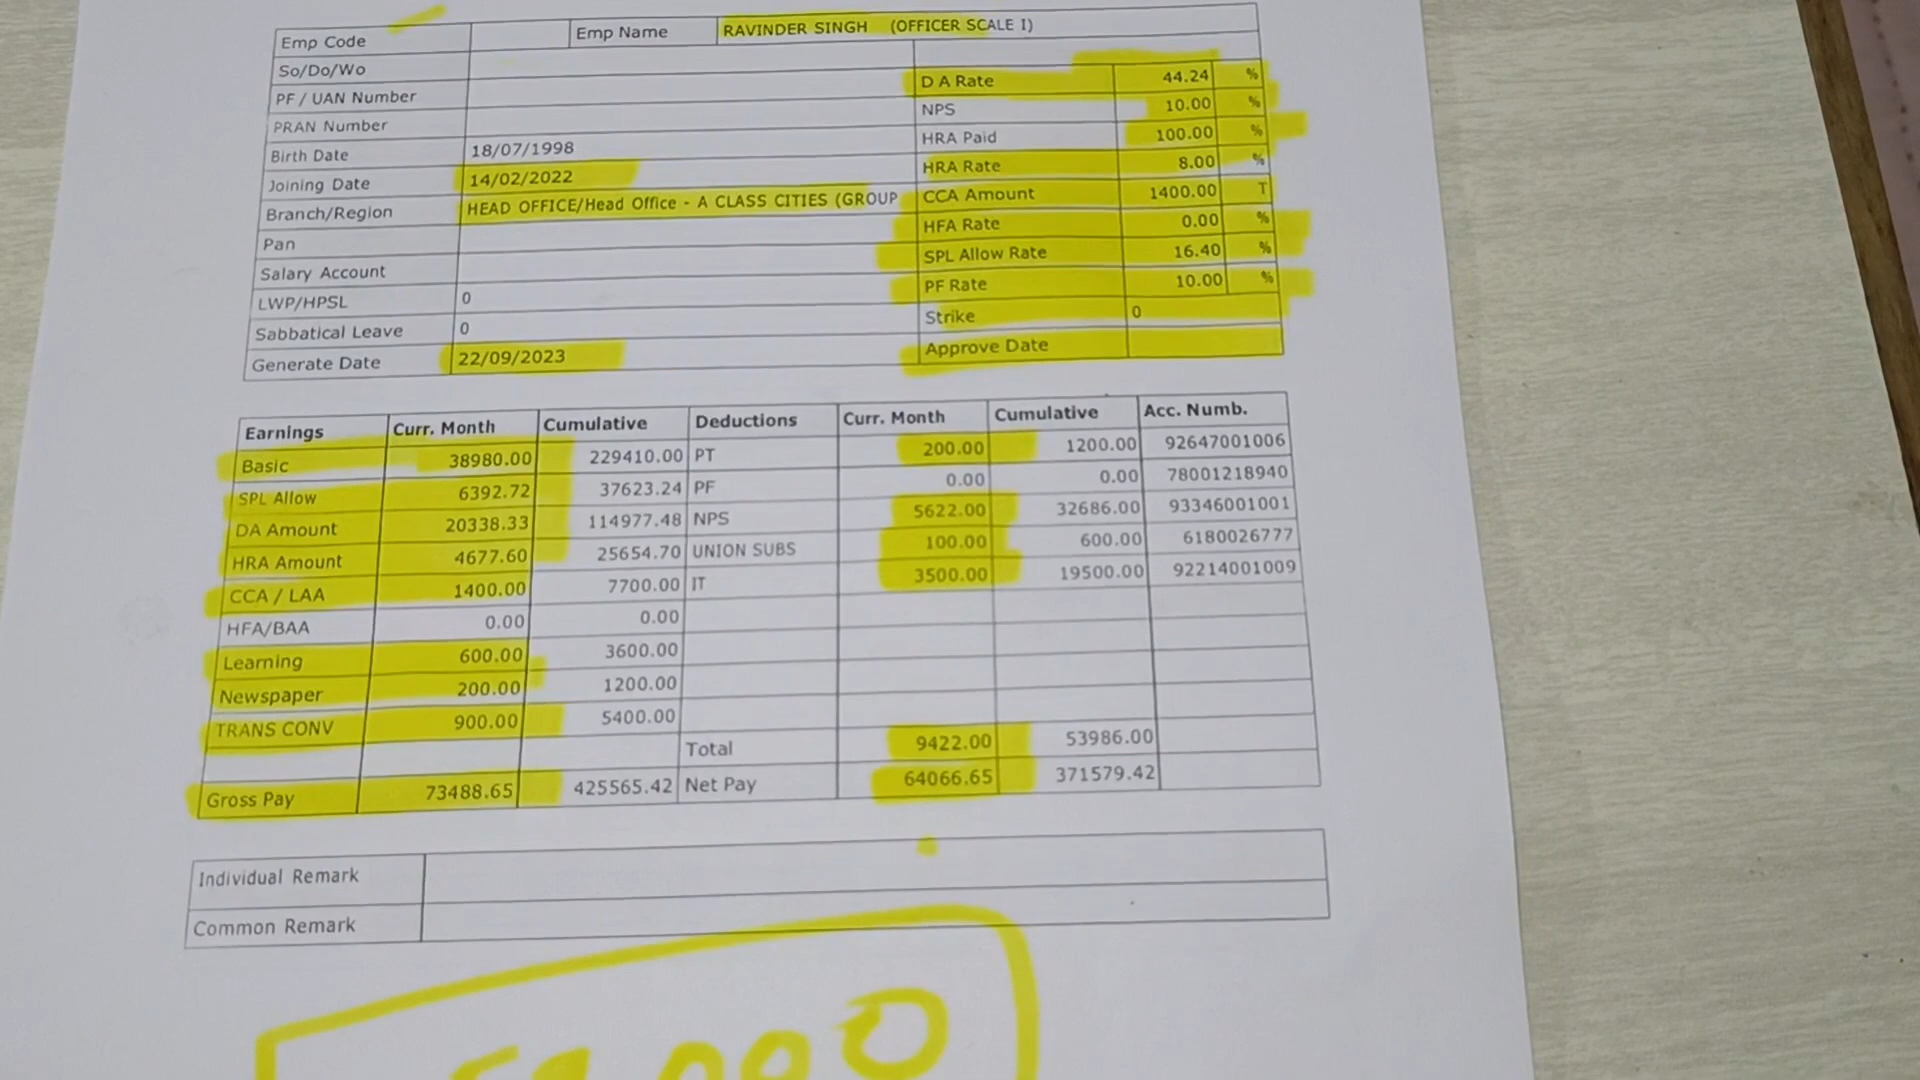 Emp Code Emp Name RAVINDER SINGH (OFFICER SCALE I)
So/Do/Wo
PF / UAN Number D A Rate 44.24 %
PRAN Number NPS 10.00 %
Birth Date 18/07/1998 HRA Paid 100.00 %
Joining Date 14/02/2022 HRA Rate 8.00 %
Branch/Region HEAD OFFICE/Head Office - A CLASS CITIES (GROUP CCA Amount 1400.00 T
Pan HFA Rate 0.00 %
Salary Account SPL Allow Rate 16.40 %
LWP/HPSL 0 PF Rate 10.00 %
Sabbatical Leave 0 Strike 0
Generate Date 22/09/2023 Approve Date
Earnings Curr. Month Cumulative Deductions Curr. Month Cumulative Acc. Numb.
Basic 38980.00 229410.00 PT 200.00 1200.00 92647001006
SPL Allow 6392.72 37623.24 PF 0.00 0.00 78001218940
DA Amount 20338.33 114977.48 NPS 5622.00 32686.00 93346001001
HRA Amount 4677.60 25654.70 UNION SUBS 100.00 600.00 6180026777
CCA / LAA 1400.00 7700.00 IT 3500.00 19500.00 92214001009
HFA/BAA 0.00 0.00
Learning 600.00 3600.00
Newspaper 200.00 1200.00
TRANS CONV 900.00 5400.00
Total 9422.00 53986.00
Gross Pay 73488.65 425565.42 Net Pay 64066.65 371579.42
Individual Remark
Common Remark